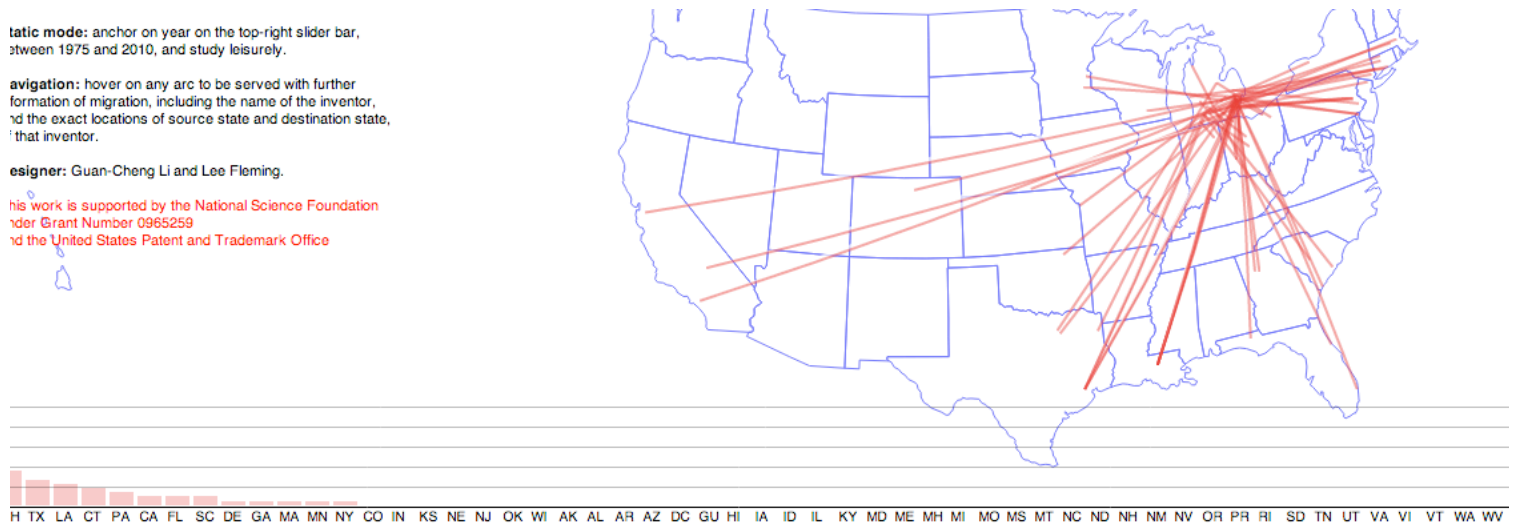 tatic mode: anchor on year on the top-right slider bar,
etween 1975 and 2010, and study leisurely.
avigation: hover on any arc to be served with further
formation of migration, including the name of the inventor,
nd the exact locations of source state and destination state,
f that inventor.
esigner: Guan-Cheng Li and Lee Fleming.
his work is supported by the National Science Foundation
nder Grant Number 0965259
nd the United States Patent and Trademark Office
H TX LA CT PA CA FL SC DE GA MA MN NY CO IN KS NE NJ OK WI AK AL AR AZ DC GU HI IA ID IL KY MD ME MH MI MO MS MT NC ND NH NM NV OR PR RI SD TN UT VA VI VT WA WV